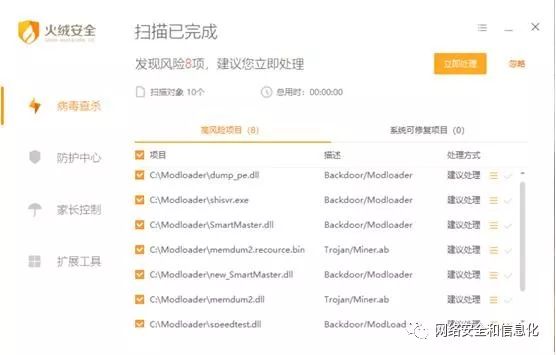 火绒安全
扫描已完成
发现风险8项，建议您立即处理
立即处理
忽略
扫描对象 10个
总用时：00:00:00
病毒查杀
防护中心
家长控制
扩展工具
高风险项目（8）
系统可修复项目（0）
项目 描述 处理方式
C:\Modloader\dump_pe.dll Backdoor/Modloader 建议处理
C:\Modloader\shisvr.exe Backdoor/Modloader 建议处理
C:\Modloader\SmartMaster.dll Backdoor/Modloader 建议处理
C:\Modloader\memdum2.recource.bin Trojan/Miner.ab 建议处理
C:\Modloader\new_SmartMaster.dll Backdoor/Modloader 建议处理
C:\Modloader\memdum2.dll Trojan/Miner.ab 建议处理
C:\Modloader\speedtest.dll Backdoor/ModLoad 建议处理
网络安全和信息化